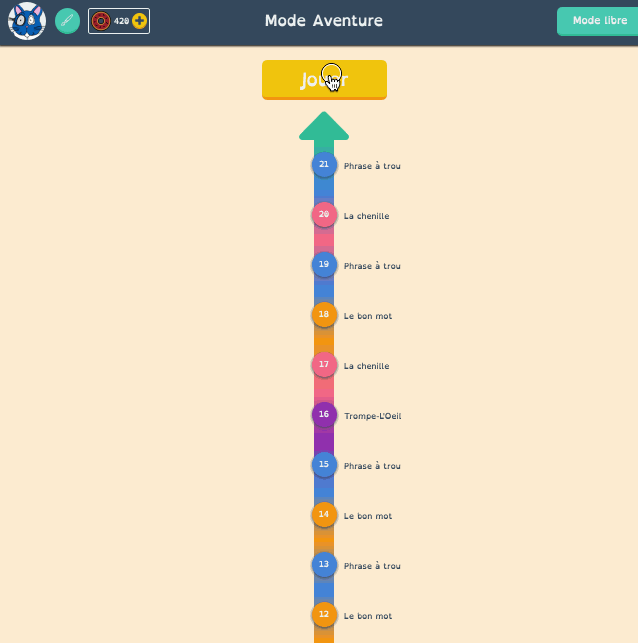 420
Mode Aventure
Mode libre
Jouer
21 Phrase à trou
20 La chenille
19 Phrase à trou
18 Le bon mot
17 La chenille
16 Trompe-L'Oeil
15 Phrase à trou
14 Le bon mot
13 Phrase à trou
12 Le bon mot